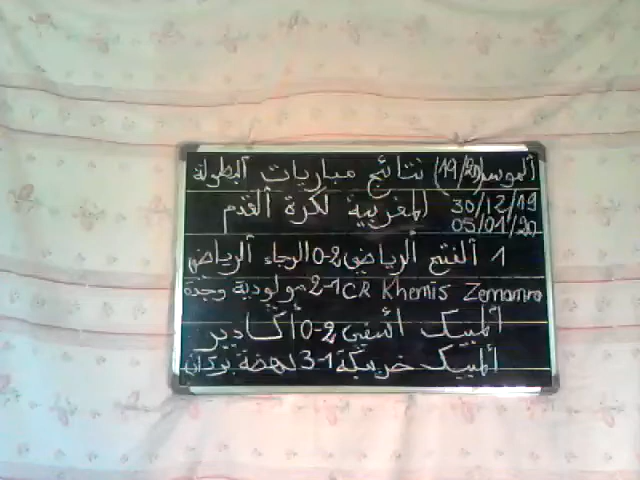 الموسم (19/20) نتائج مباريات البطولة
30/12/19 المغربية لكرة القدم
05/01/20
1 الفتح الرياضي 2-0 الرجاء الرياضي
CR Khemis Zemamra 2-1 مولودية وجدة
أولمبيك أسفي 2-0 أكادير
أولمبيك خريبكة 1-3 نهضة بركان